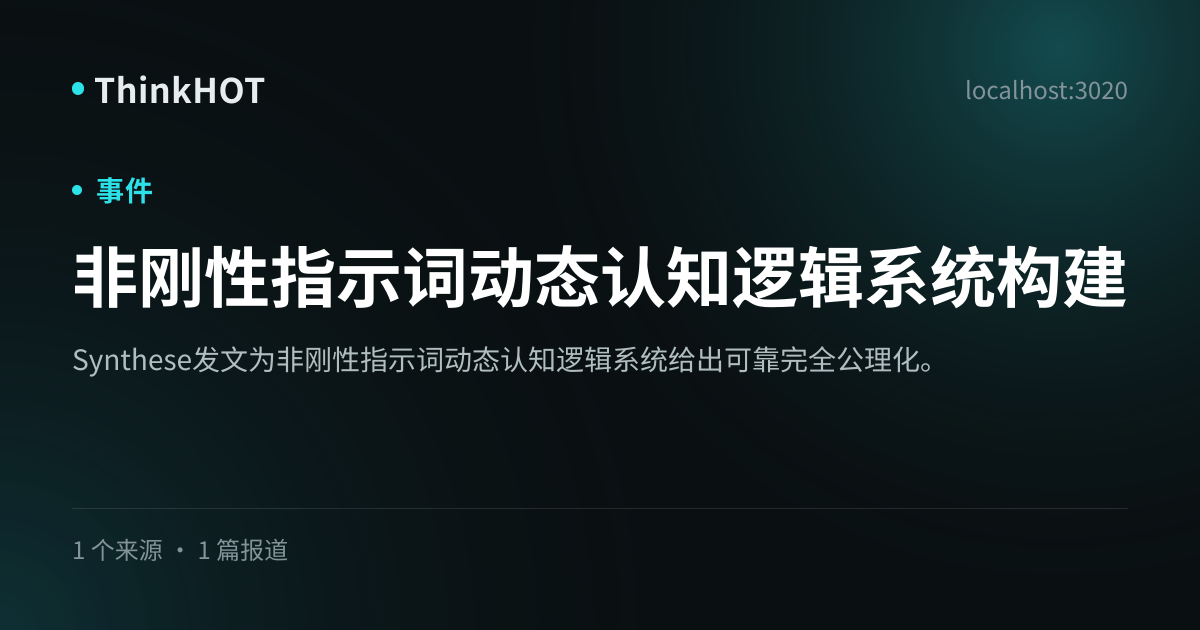 ThinkHOT
localhost:3020
事件
非刚性指示词动态认知逻辑系统构建
Synthese发文为非刚性指示词动态认知逻辑系统给出可靠完全公理化。
1 个来源 · 1 篇报道